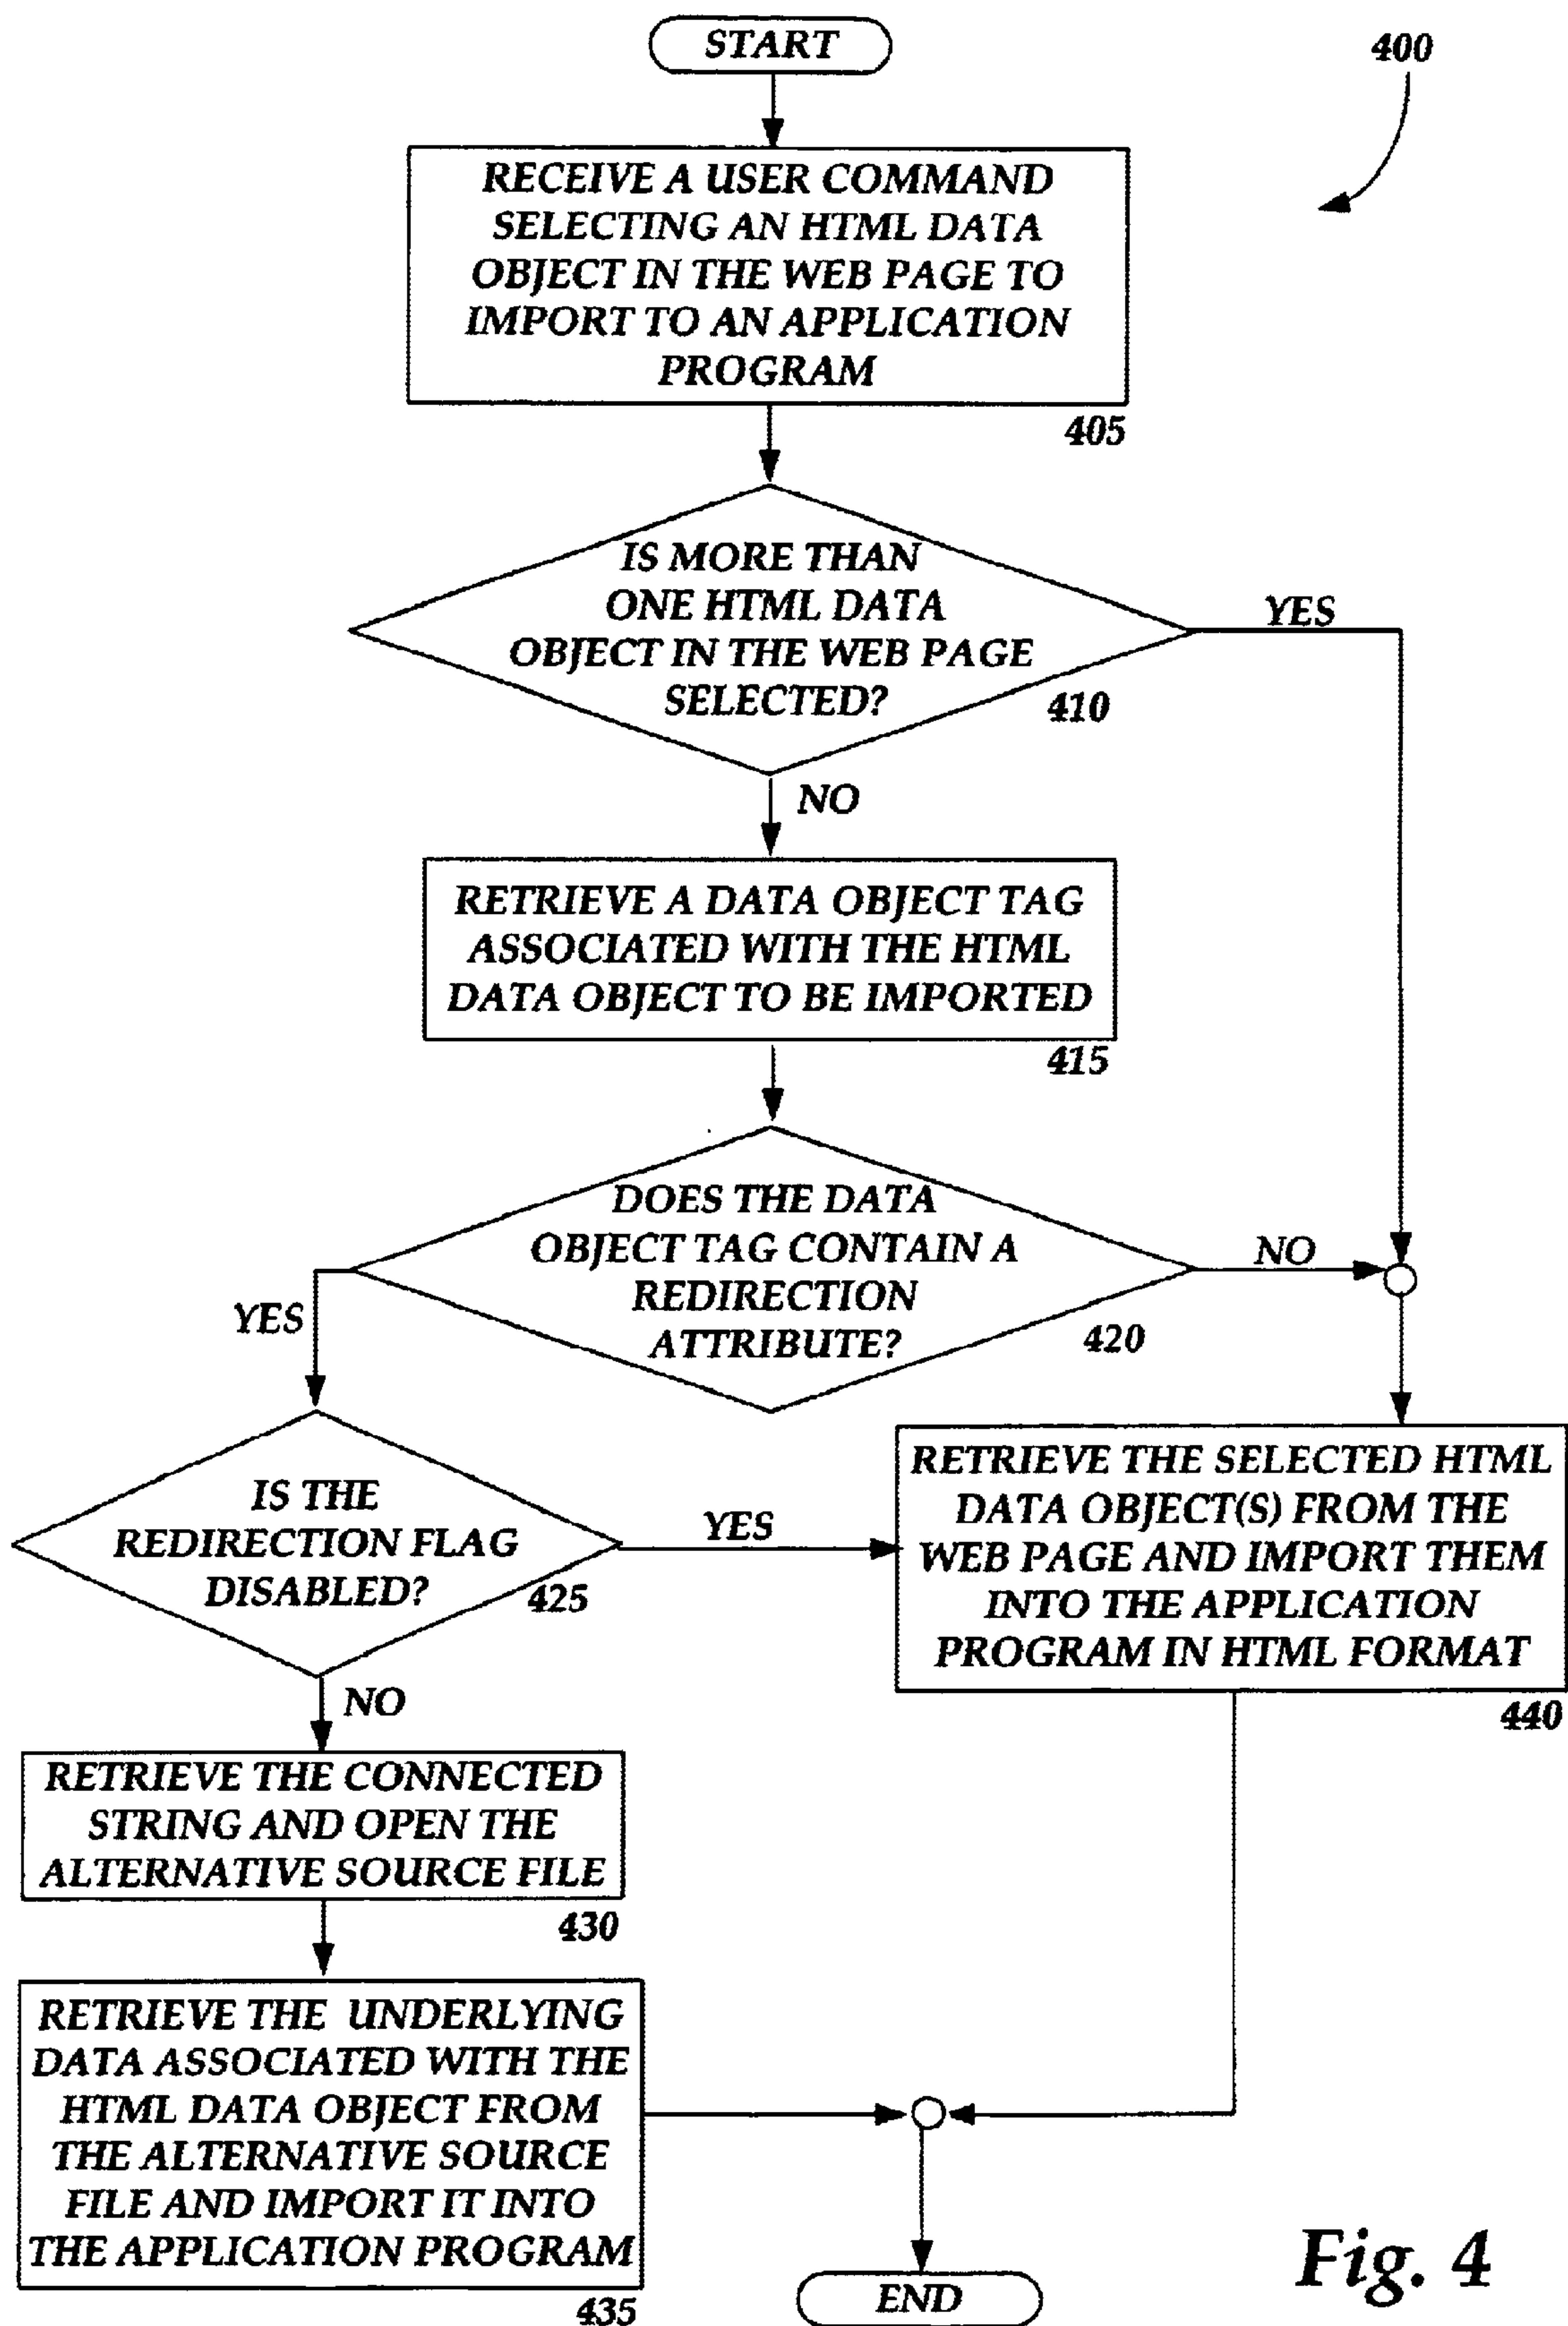 START
400
RECEIVE A USER COMMAND
SELECTING AN HTML DATA
OBJECT IN THE WEB PAGE TO
IMPORT TO AN APPLICATION
PROGRAM
405
IS MORE THAN
ONE HTML DATA
OBJECT IN THE WEB PAGE
SELECTED?
410
YES
NO
RETRIEVE A DATA OBJECT TAG
ASSOCIATED WITH THE HTML
DATA OBJECT TO BE IMPORTED
415
DOES THE DATA
OBJECT TAG CONTAIN A
REDIRECTION
ATTRIBUTE?
420
NO
YES
IS THE
REDIRECTION FLAG
DISABLED?
425
YES
NO
RETRIEVE THE SELECTED HTML
DATA OBJECT(S) FROM THE
WEB PAGE AND IMPORT THEM
INTO THE APPLICATION
PROGRAM IN HTML FORMAT
440
RETRIEVE THE CONNECTED
STRING AND OPEN THE
ALTERNATIVE SOURCE FILE
430
RETRIEVE THE UNDERLYING
DATA ASSOCIATED WITH THE
HTML DATA OBJECT FROM
THE ALTERNATIVE SOURCE
FILE AND IMPORT IT INTO
THE APPLICATION PROGRAM
435
END
Fig. 4